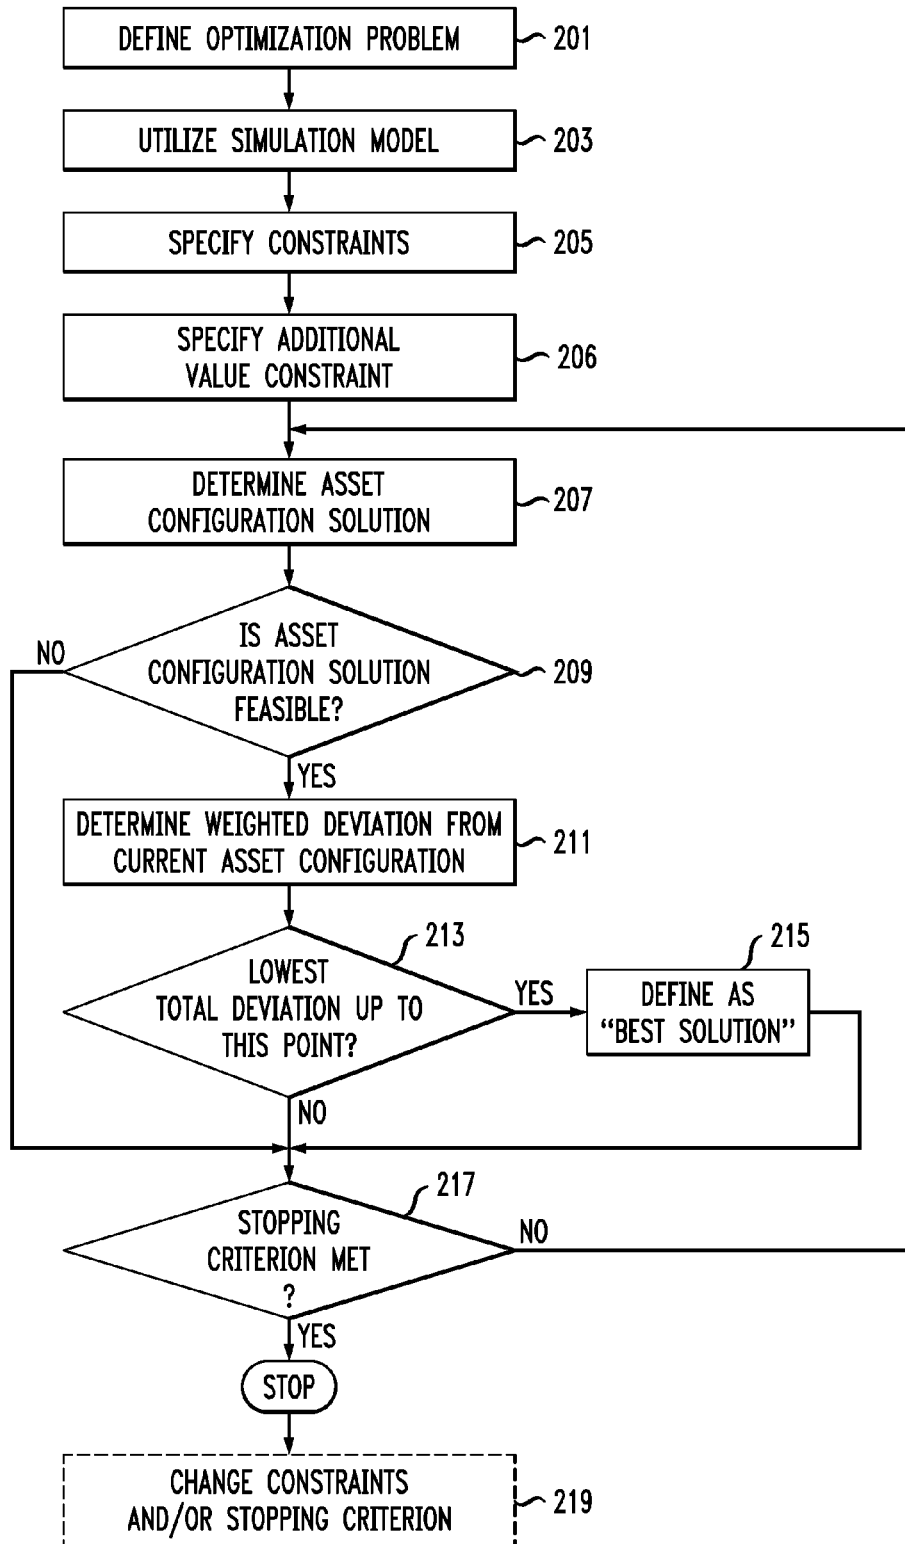 DEFINE OPTIMIZATION PROBLEM
201
UTILIZE SIMULATION MODEL
203
SPECIFY CONSTRAINTS
205
SPECIFY ADDITIONAL
VALUE CONSTRAINT
206
DETERMINE ASSET
CONFIGURATION SOLUTION
207
IS ASSET
CONFIGURATION SOLUTION
FEASIBLE?
209
NO
YES
DETERMINE WEIGHTED DEVIATION FROM
CURRENT ASSET CONFIGURATION
211
LOWEST
TOTAL DEVIATION UP TO
THIS POINT?
213
YES
NO
DEFINE AS
“BEST SOLUTION”
215
STOPPING
CRITERION MET
?
217
NO
YES
STOP
CHANGE CONSTRAINTS
AND/OR STOPPING CRITERION
219